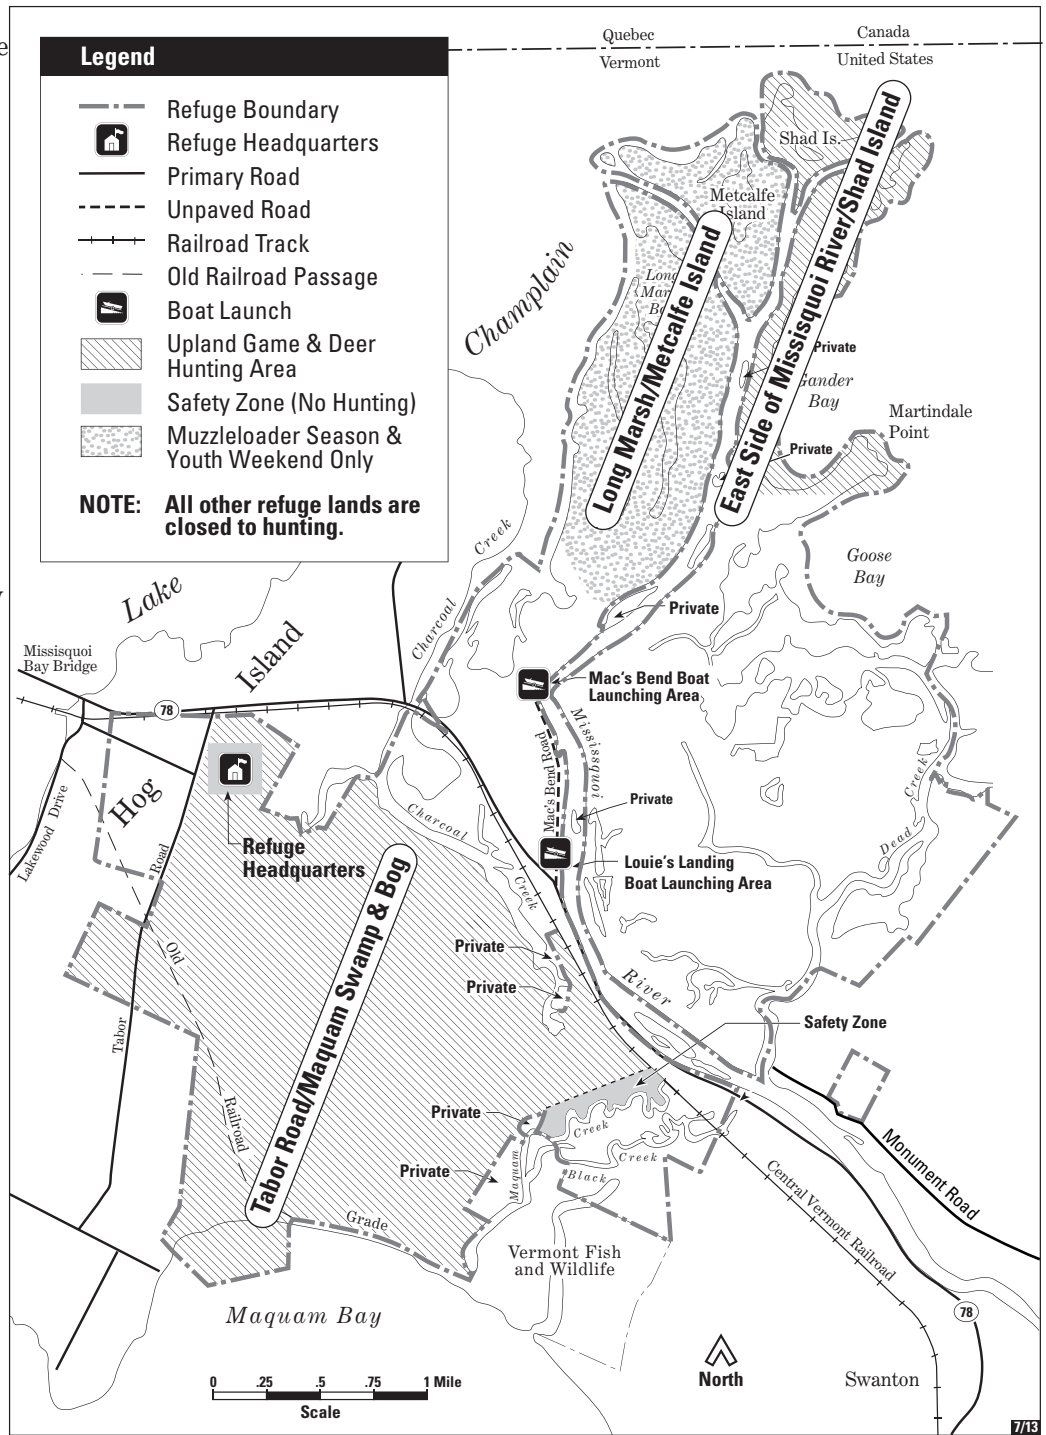 Legend
Refuge Boundary
Refuge Headquarters
Primary Road
Unpaved Road
Railroad Track
Old Railroad Passage
Boat Launch
Upland Game & Deer
Hunting Area
Safety Zone (No Hunting)
Muzzleloader Season &
Youth Weekend Only
NOTE: All other refuge lands are
closed to hunting.
Quebec
Vermont
Canada
United States
Shad Is.
Metcalfe
Island
Long Marsh/Metcalfe Island
East Side of Missisquoi River/Shad Island
Private
Gander
Bay
Martindale
Point
Private
Goose
Bay
Champlain
Lake
Creek
Charcoal
Private
Island
Missisquoi
Bay Bridge
78
Mac's Bend Boat
Launching Area
Mississquoi
Mac's Bend Road
Private
Hog
Lakewood Drive
Road
Refuge
Headquarters
Charcoal
Creek
Dead
Creek
Louie's Landing
Boat Launching Area
Tabor Road/Maquam Swamp & Bog
Old
Private
Private
River
Safety Zone
Tabor
Railroad
Private
Creek
Private
Maquam
Creek
Black
Monument Road
Central Vermont Railroad
Grade
Vermont Fish
and Wildlife
Maquam Bay
78
North
Swanton
0 .25 .5 .75 1 Mile
Scale
7/13